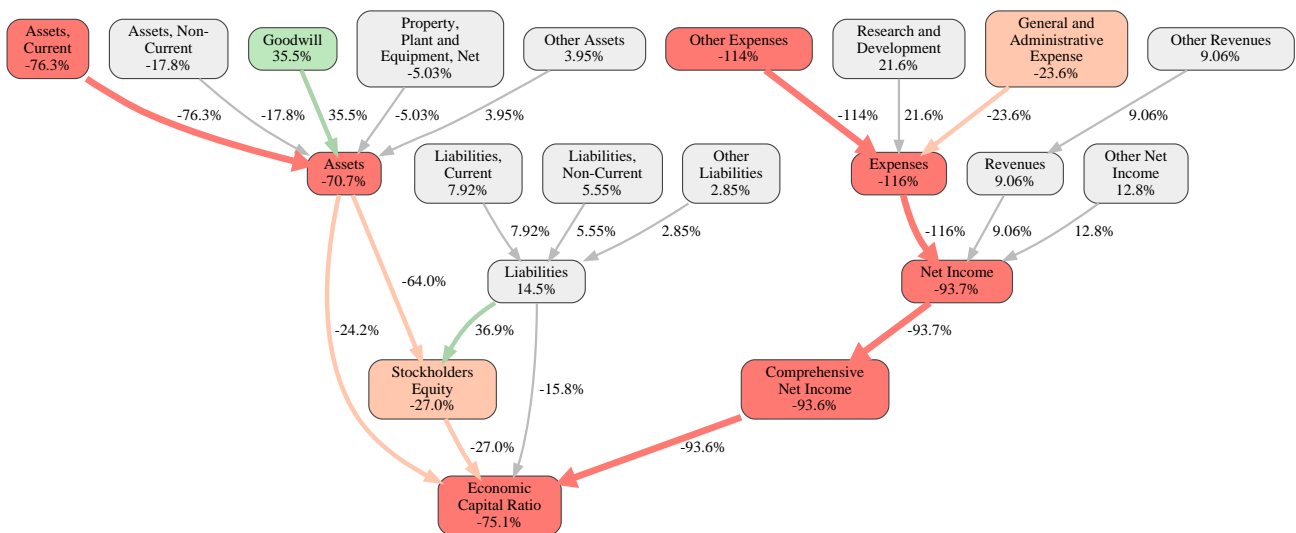 Assets,
Current
-76.3%
Assets, Non-
Current
-17.8%
Goodwill
35.5%
Property,
Plant and
Equipment, Net
-5.03%
Other Assets
3.95%
Other Expenses
-114%
Research and
Development
21.6%
General and
Administrative
Expense
-23.6%
Other Revenues
9.06%
-76.3%
-17.8%
35.5%
-5.03%
3.95%
-114%
21.6%
-23.6%
9.06%
Assets
-70.7%
Liabilities,
Current
7.92%
Liabilities,
Non-Current
5.55%
Other
Liabilities
2.85%
Expenses
-116%
Revenues
9.06%
Other Net
Income
12.8%
7.92%
5.55%
2.85%
-116%
9.06%
12.8%
-64.0%
Liabilities
14.5%
Net Income
-93.7%
-24.2%
36.9%
-93.7%
Stockholders
Equity
-27.0%
-15.8%
Comprehensive
Net Income
-93.6%
-27.0%
-93.6%
Economic
Capital Ratio
-75.1%